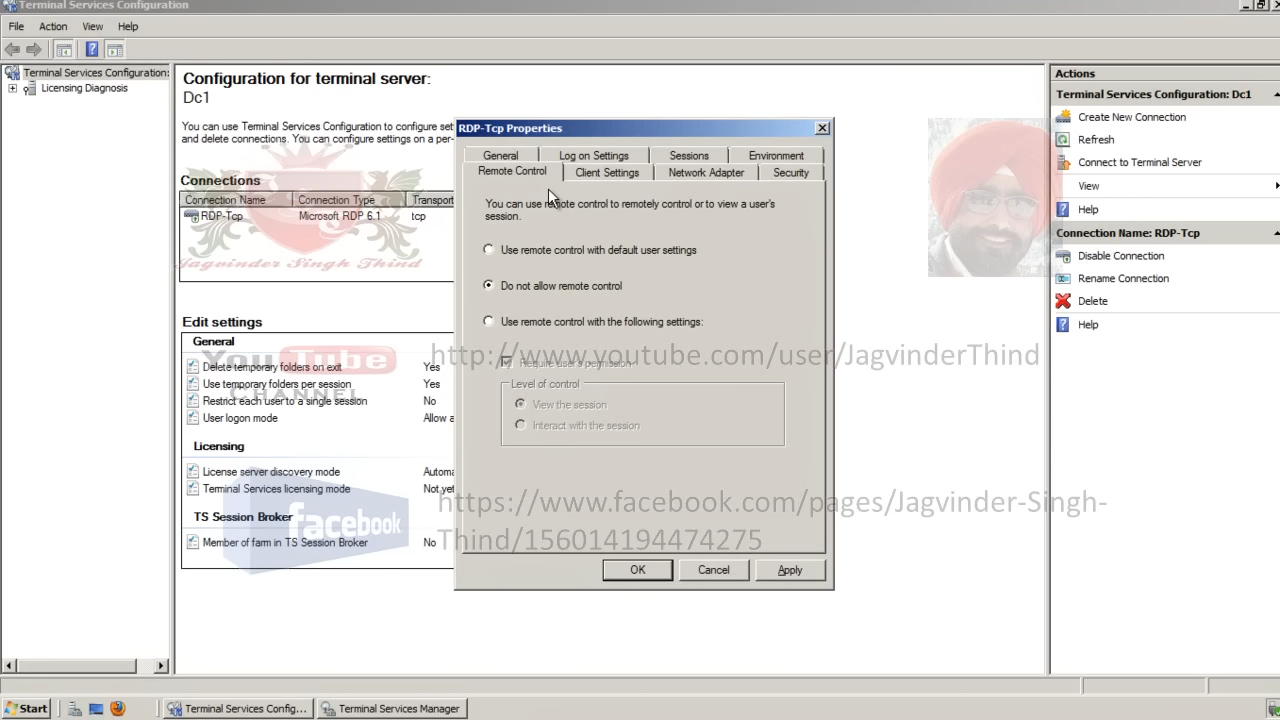 Terminal Services Configuration
File Action View Help
Terminal Services Configuration:
Licensing Diagnosis
Configuration for terminal server:
Dc1
You can use Terminal Services Configuration to configure set
and delete connections. You can configure settings on a per-
Connections
Connection Name Connection Type Transport
RDP-Tcp Microsoft RDP 6.1 tcp
Jagvinder Singh Thind
Edit settings
General
Delete temporary folders on exit Yes
Use temporary folders per session Yes
Restrict each user to a single session No
User logon mode Allow a
YouTube
CHANNEL
Licensing
License server discovery mode Automa
Terminal Services licensing mode Not yet
TS Session Broker
Member of farm in TS Session Broker No
facebook
RDP-Tcp Properties
General Log on Settings Sessions Environment
Remote Control Client Settings Network Adapter Security
You can use remote control to remotely control or to view a user's
session.
Use remote control with default user settings
Do not allow remote control
Use remote control with the following settings:
Require user's permission
Level of control
View the session
Interact with the session
OK Cancel Apply
http://www.youtube.com/user/JagvinderThind
https://www.facebook.com/pages/Jagvinder-Singh-
Thind/156014194474275
Actions
Terminal Services Configuration: Dc1
Create New Connection
Refresh
Connect to Terminal Server
View
Help
Connection Name: RDP-Tcp
Disable Connection
Rename Connection
Delete
Help
Start Terminal Services Config... Terminal Services Manager